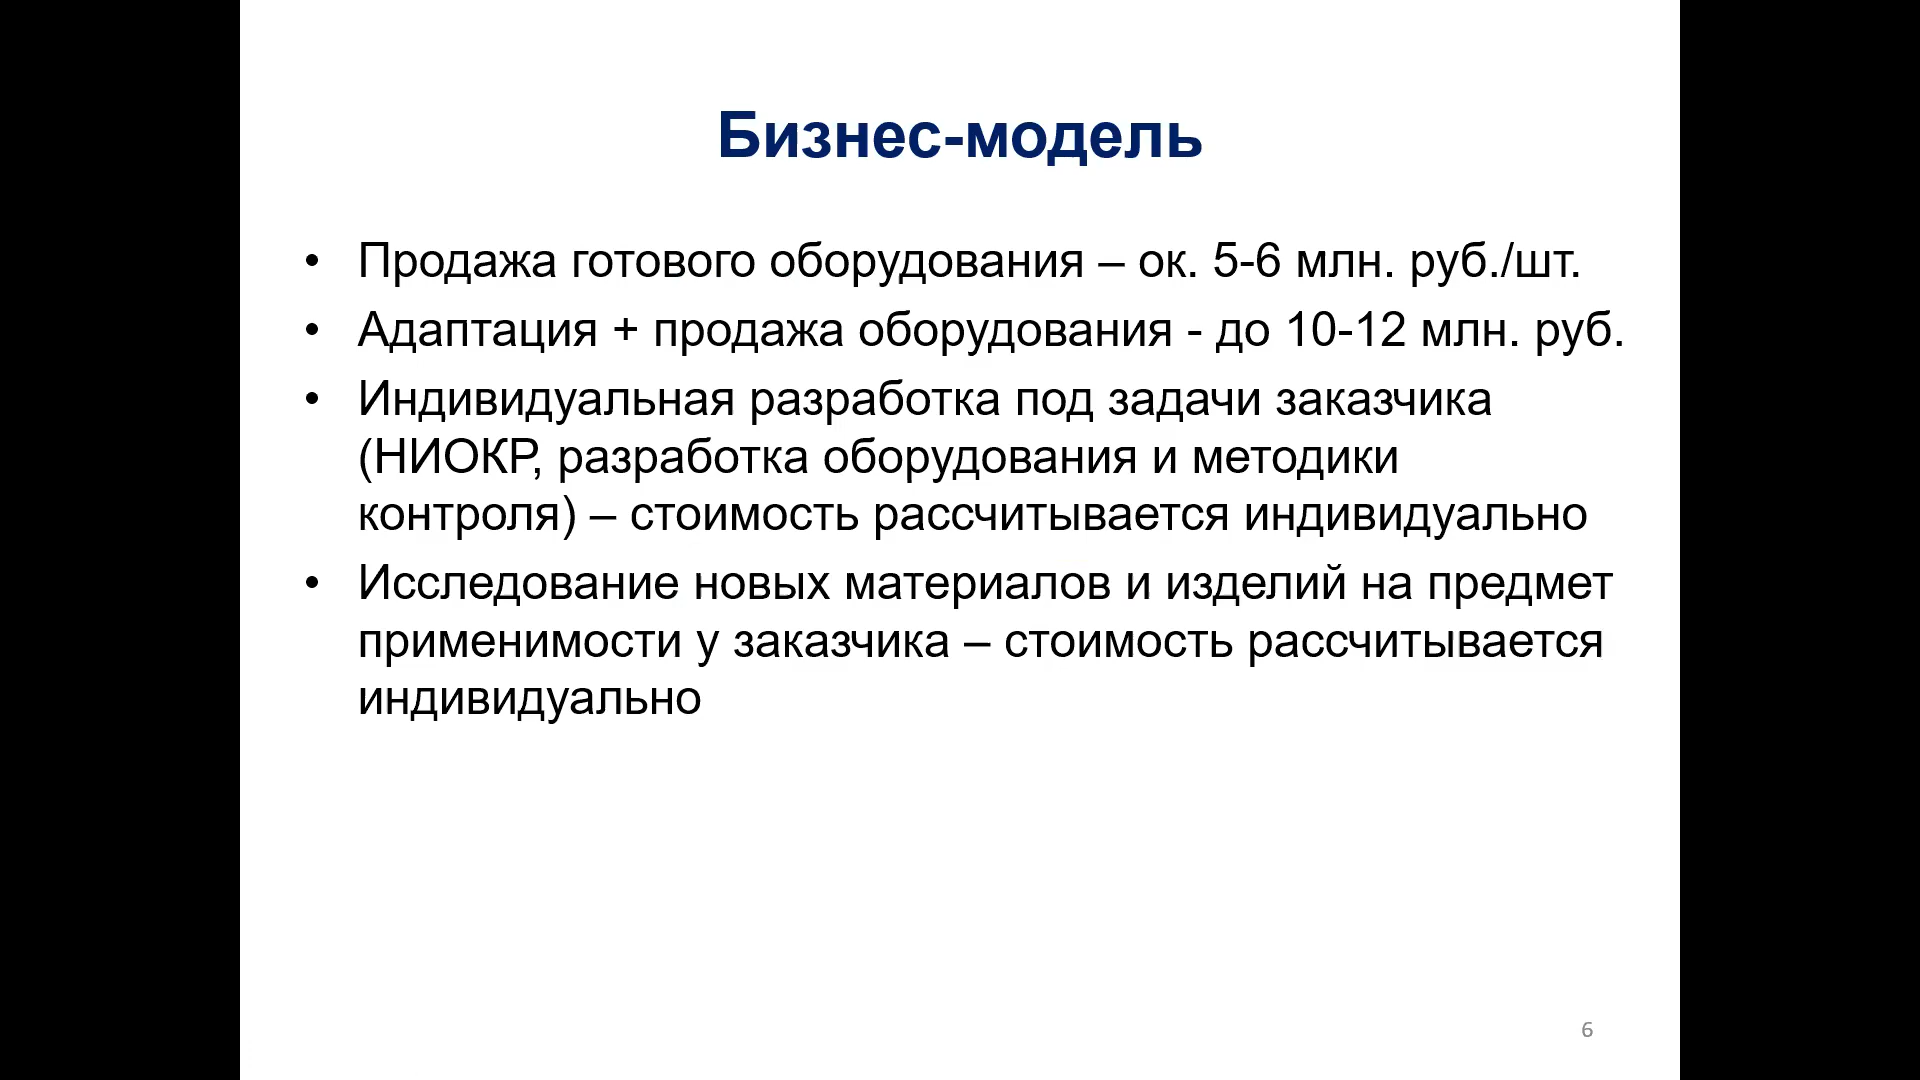 Бизнес-модель
• Продажа готового оборудования – ок. 5-6 млн. руб./шт.
• Адаптация + продажа оборудования - до 10-12 млн. руб.
• Индивидуальная разработка под задачи заказчика
(НИОКР, разработка оборудования и методики
контроля) – стоимость рассчитывается индивидуально
• Исследование новых материалов и изделий на предмет
применимости у заказчика – стоимость рассчитывается
индивидуально
6